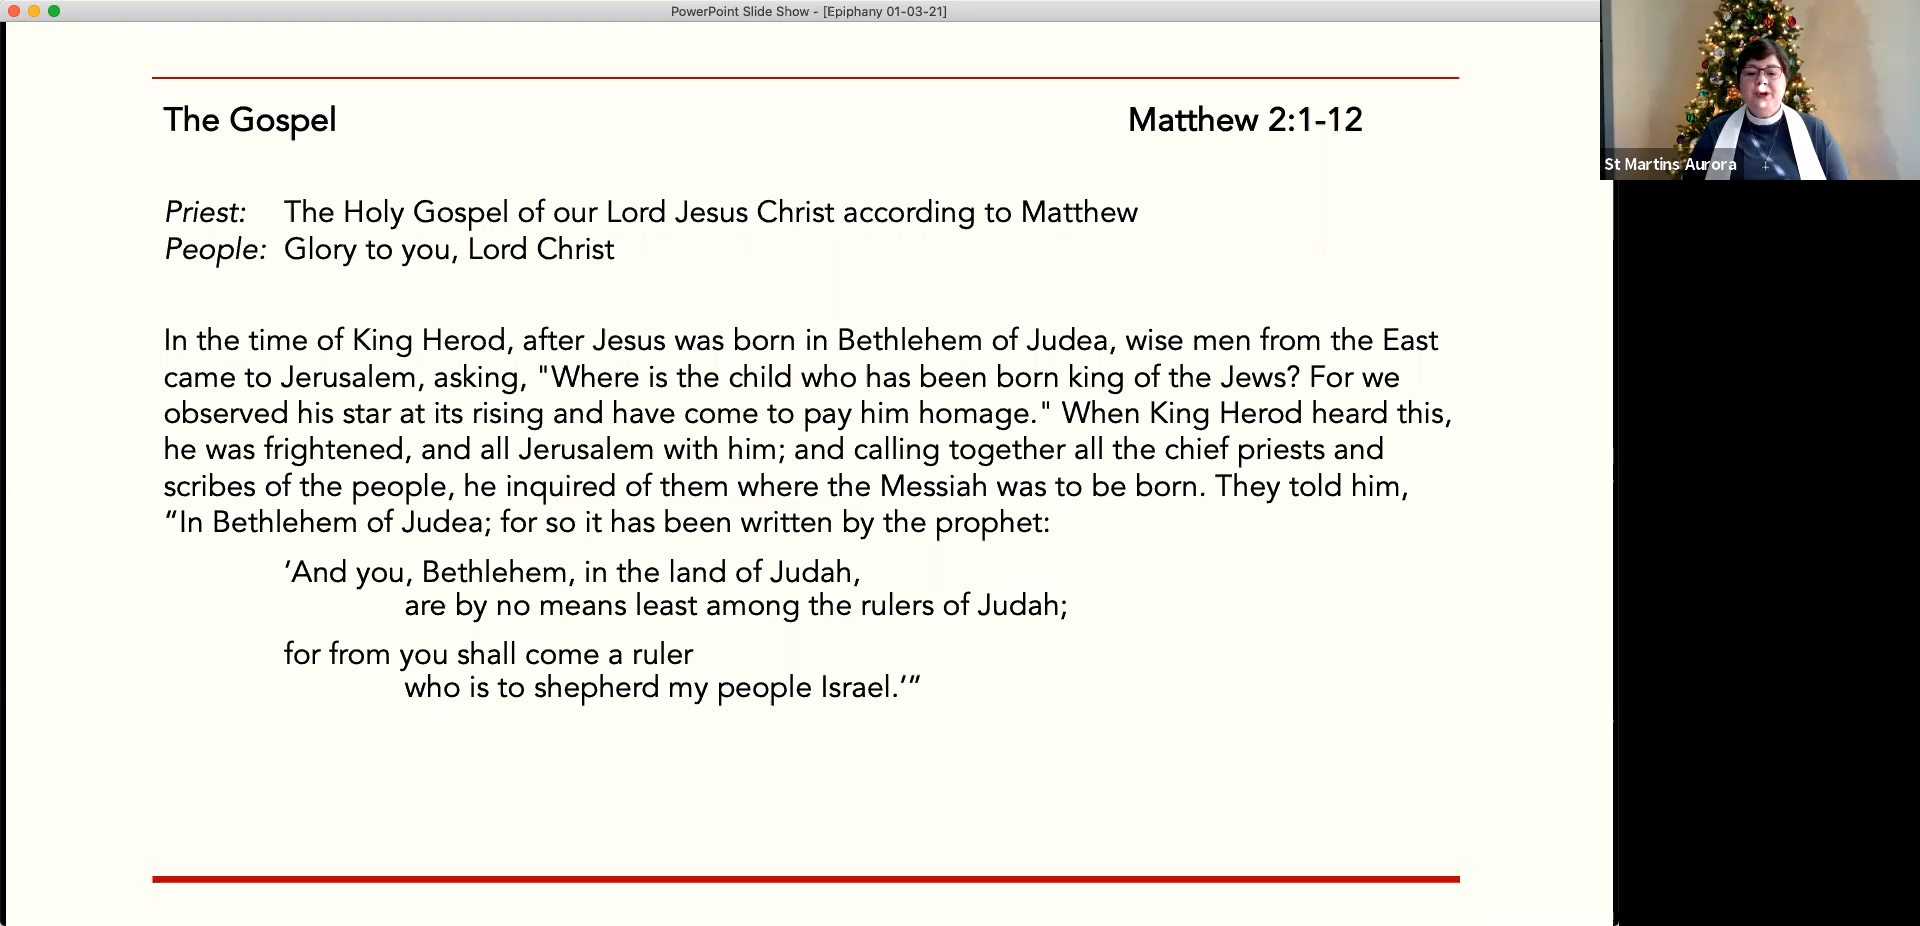 PowerPoint Slide Show - [Epiphany 01-03-21]
The Gospel Matthew 2:1-12
St Martins Aurora
Priest: The Holy Gospel of our Lord Jesus Christ according to Matthew
People: Glory to you, Lord Christ
In the time of King Herod, after Jesus was born in Bethlehem of Judea, wise men from the East
came to Jerusalem, asking, "Where is the child who has been born king of the Jews? For we
observed his star at its rising and have come to pay him homage." When King Herod heard this,
he was frightened, and all Jerusalem with him; and calling together all the chief priests and
scribes of the people, he inquired of them where the Messiah was to be born. They told him,
“In Bethlehem of Judea; for so it has been written by the prophet:
‘And you, Bethlehem, in the land of Judah,
are by no means least among the rulers of Judah;
for from you shall come a ruler
who is to shepherd my people Israel.’”